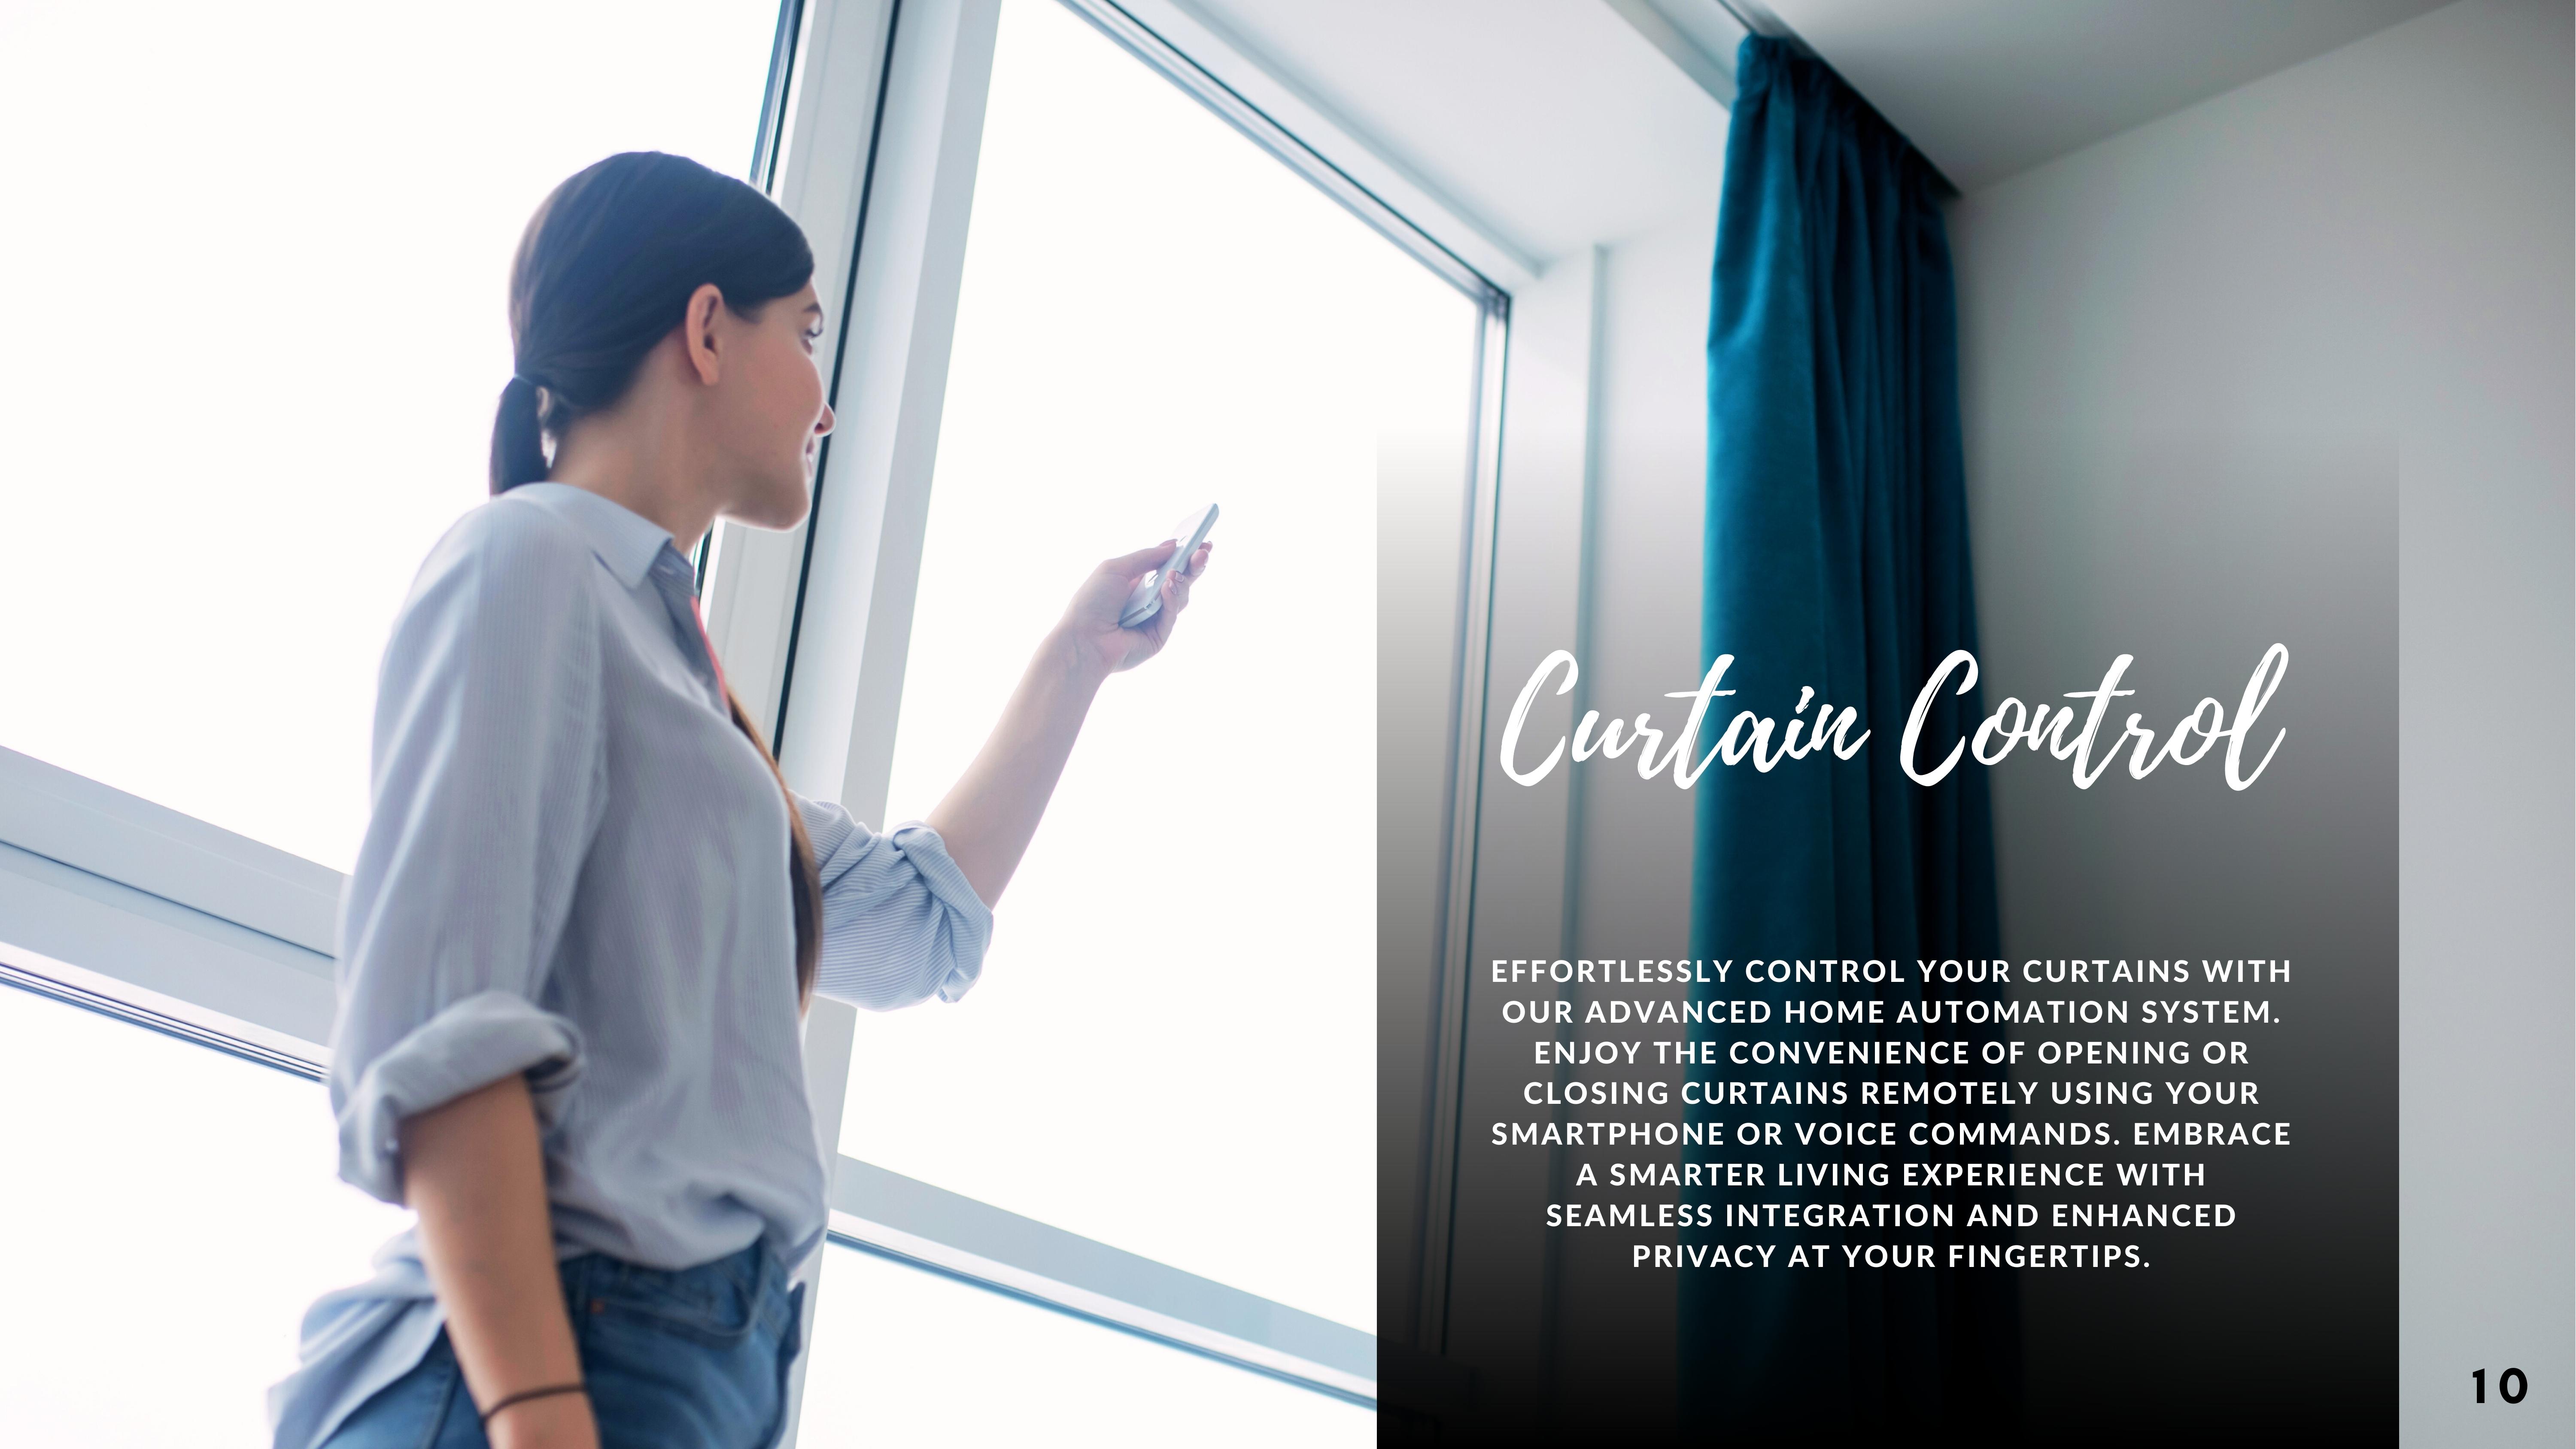 Curtain Control
EFFORTLESSLY CONTROL YOUR CURTAINS WITH
OUR ADVANCED HOME AUTOMATION SYSTEM.
ENJOY THE CONVENIENCE OF OPENING OR
CLOSING CURTAINS REMOTELY USING YOUR
SMARTPHONE OR VOICE COMMANDS. EMBRACE
A SMARTER LIVING EXPERIENCE WITH
SEAMLESS INTEGRATION AND ENHANCED
PRIVACY AT YOUR FINGERTIPS.
10